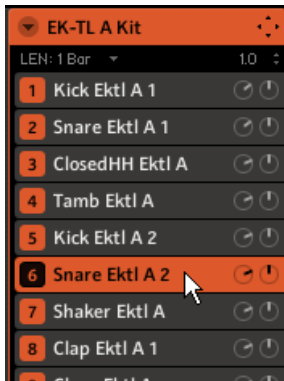 EK-TL A Kit
LEN: 1 Bar 1.0
1 Kick Ektl A 1
2 Snare Ektl A 1
3 ClosedHH Ektl A
4 Tamb Ektl A
5 Kick Ektl A 2
6 Snare Ektl A 2
7 Shaker Ektl A
8 Clap Ektl A 1